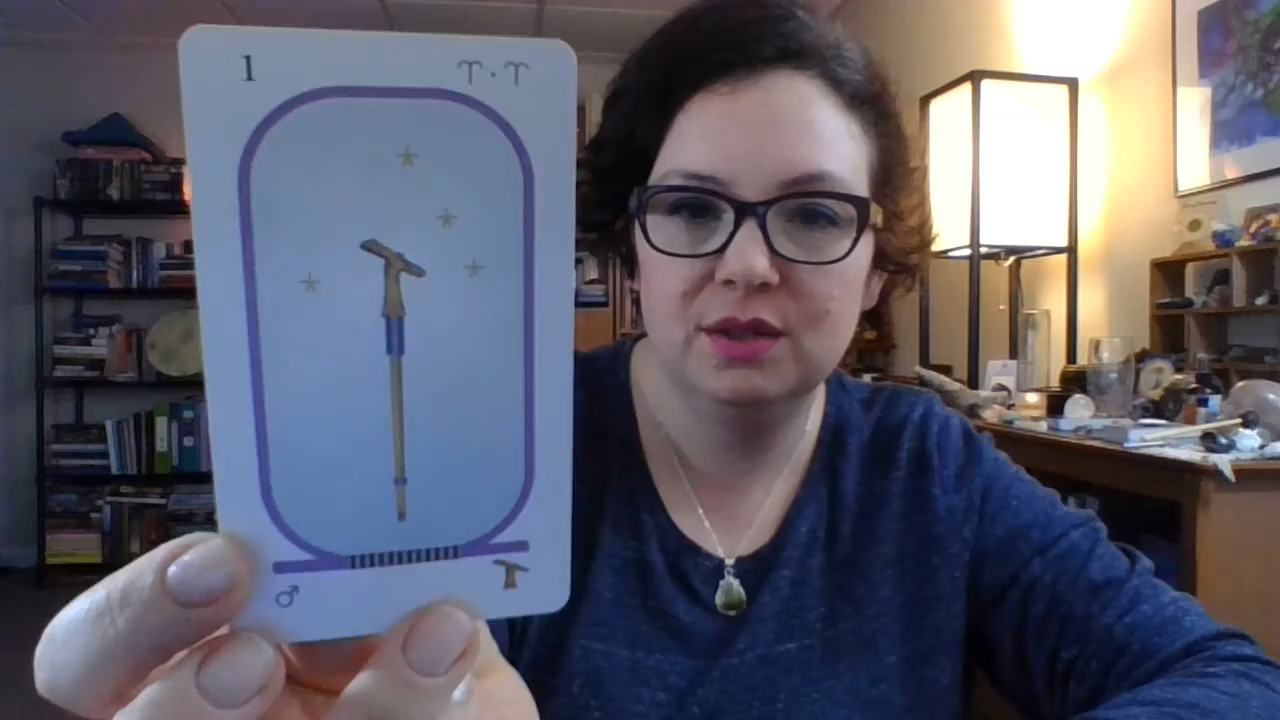 1
♈ · ♈
♂